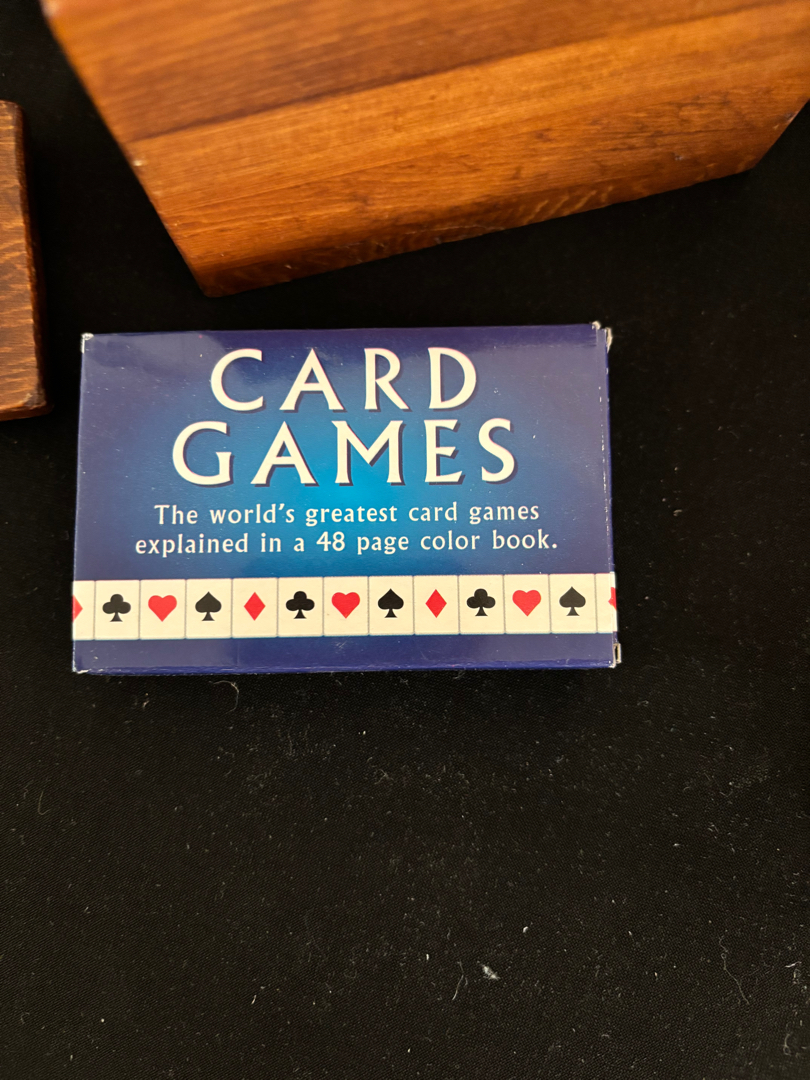 CARD
GAMES
The world's greatest card games
explained in a 48 page color book.